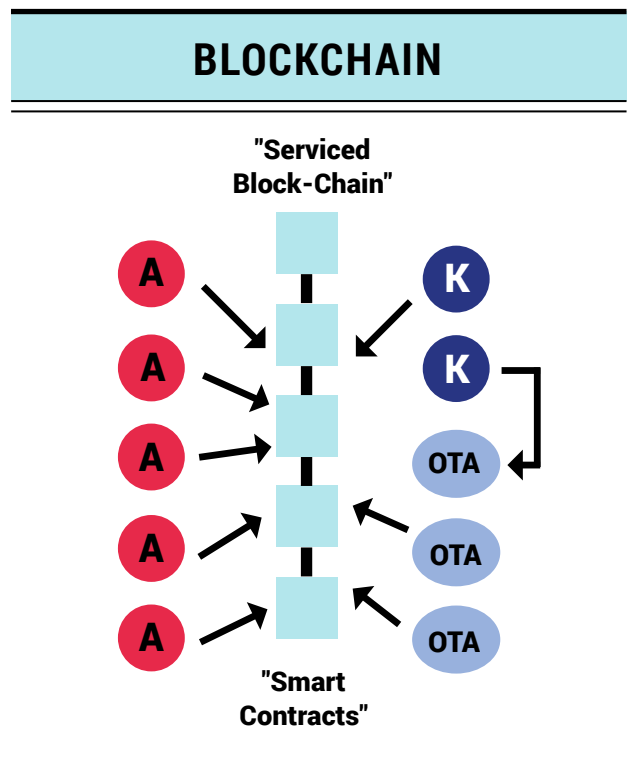 BLOCKCHAIN
"Serviced
Block-Chain"
A
K
A
K
A
OTA
A
OTA
A
OTA
"Smart
Contracts"